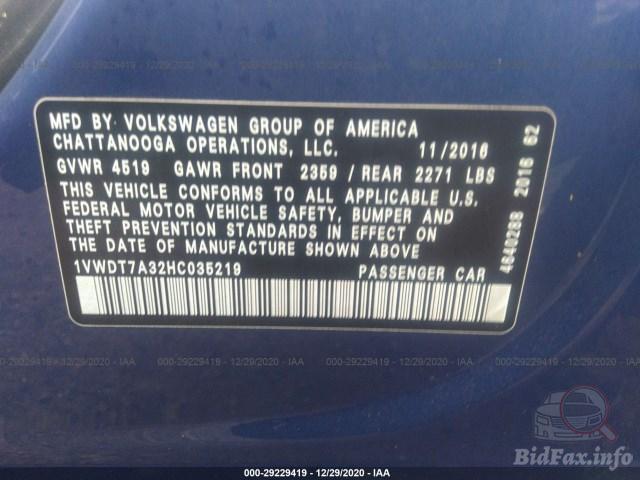 MFD BY VOLKSWAGEN GROUP OF AMERICA
CHATTANOOGA OPERATIONS, LLC. 11/2016
GVWR 4519 GAWR FRONT 2359 / REAR 2271 LBS
THIS VEHICLE CONFORMS TO ALL APPLICABLE U.S.
FEDERAL MOTOR VEHICLE SAFETY, BUMPER AND
THEFT PREVENTION STANDARDS IN EFFECT ON
THE DATE OF MANUFACTURE SHOWN ABOVE
1VWDT7A32HC035219 PASSENGER CAR
4640288 2016 62
000-29229419 - 12/29/2020 - IAA
BidFax.info